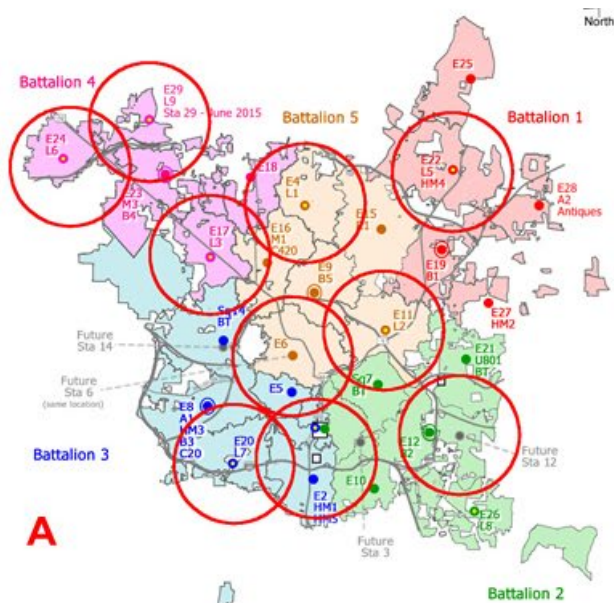 North
E25
Battalion 4
E29
L9
Sta 29 - June 2015
Battalion 5
Battalion 1
E24
L6
E22
L5
HM4
E18
E4
L1
E28
A2
Antiques
M3
B4
E17
L3
E16
M1
C420
E15
E19
B1
E9
B5
E27
HM2
BT
E11
L2
Future
Sta 14
E21
UB01
BT
Future
Sta 6
(same location)
E6
BT
E5
E8
A1
HM3
B3
C20
Battalion 3
E20
L7
E12
Future
Sta 12
E2
HM1
E10
A
Future
Sta 3
E26
L8
Battalion 2